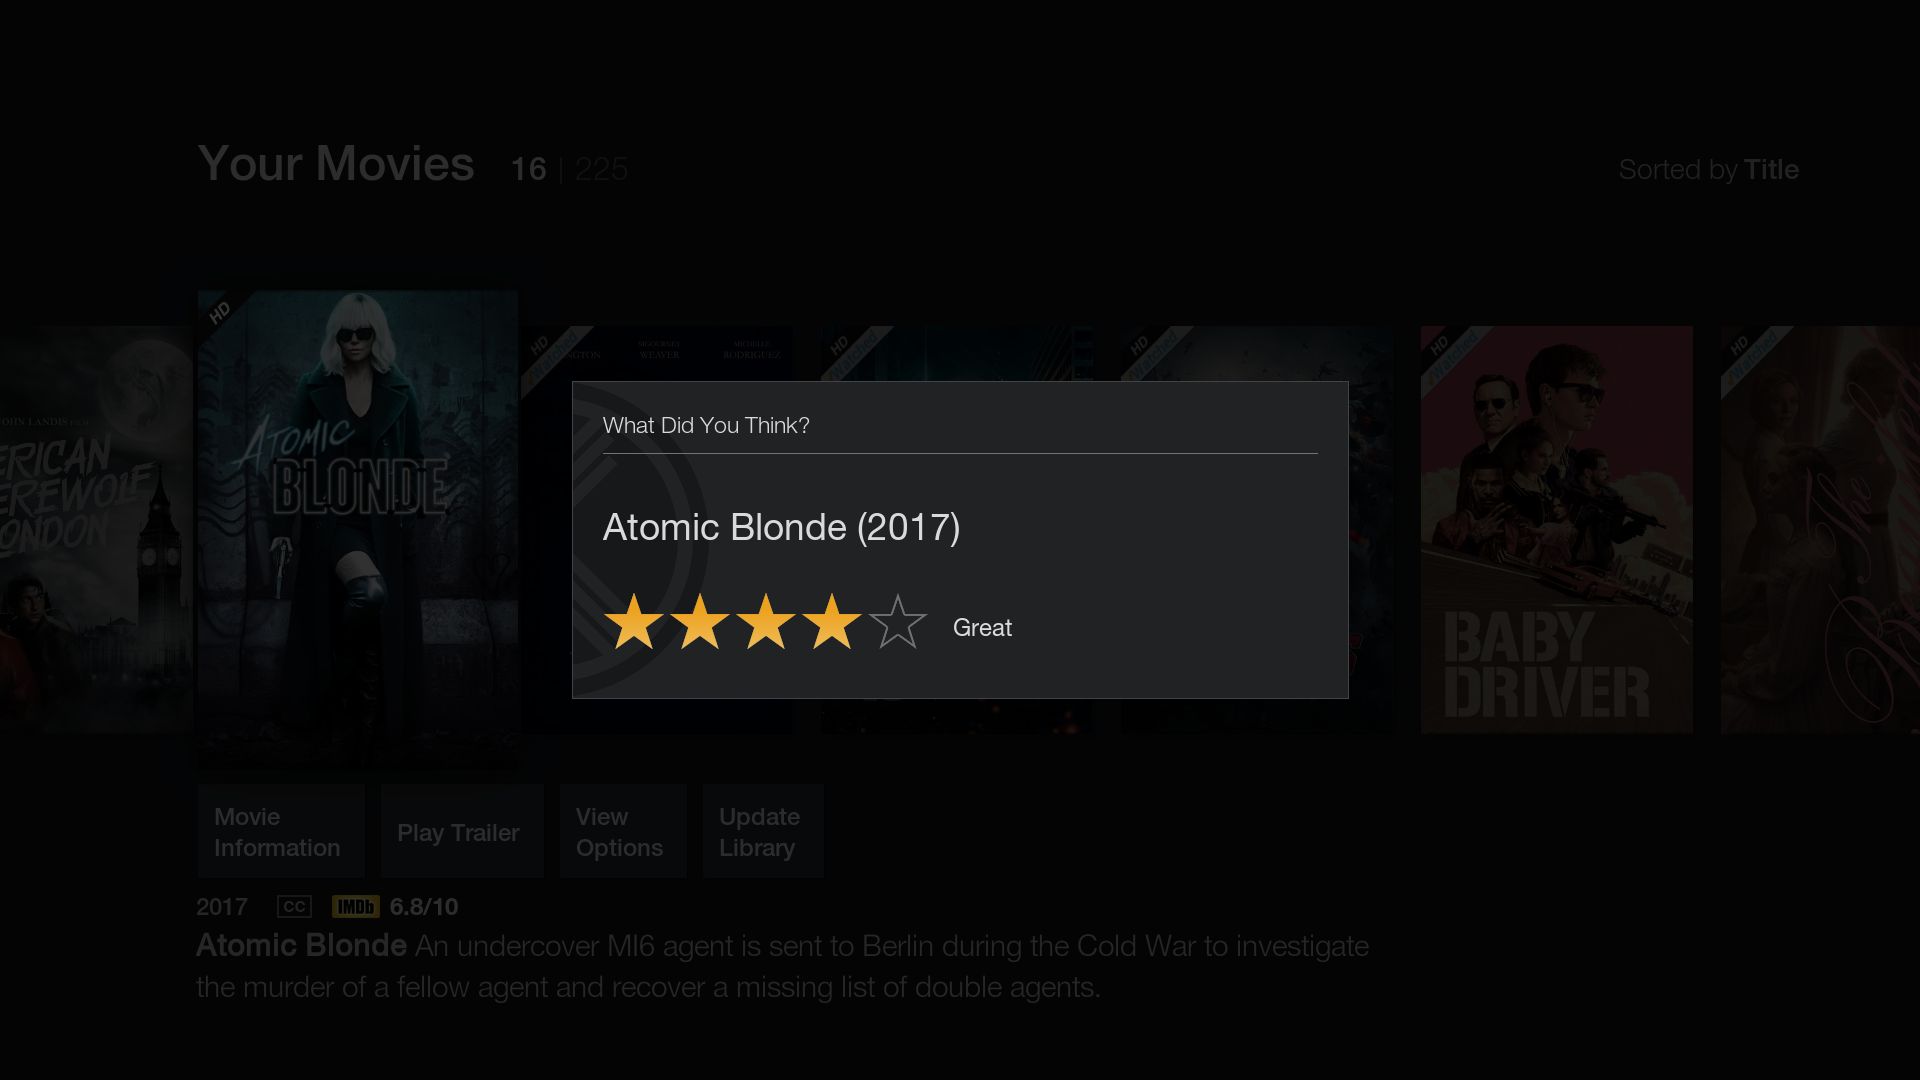 Your Movies 16 | 225
Sorted by Title
HD
ATOMIC
BLONDE
HD
Watched
INGTON
SIGOURNEY
WEAVER
MICHELLE
RODRIGUEZ
HD
Watched
HD
Watched
HD
Watched
HD
Watched
JOHN LANDIS FILM
ERICAN
EREWOLF
LONDON
BABY
DRIVER
The
What Did You Think?
Atomic Blonde (2017)
Great
Movie
Information
Play Trailer
View
Options
Update
Library
2017 CC IMDb 6.8/10
Atomic Blonde An undercover MI6 agent is sent to Berlin during the Cold War to investigate
the murder of a fellow agent and recover a missing list of double agents.